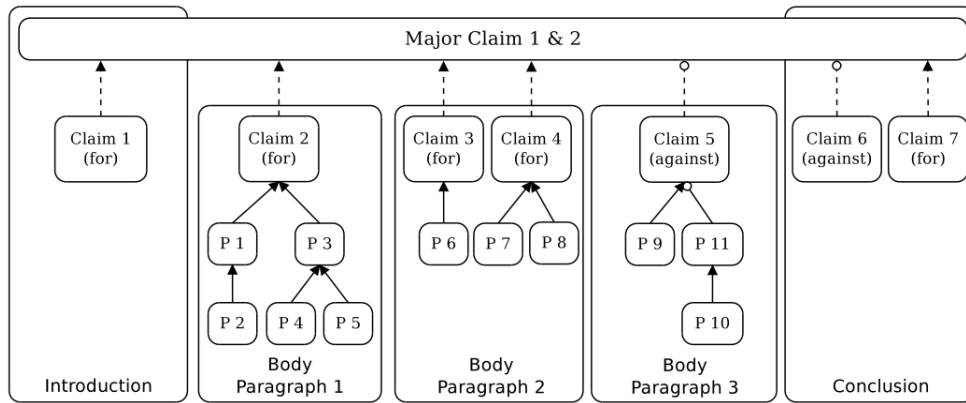 Major Claim 1 & 2
Claim 1
(for)
Claim 2
(for)
Claim 3
(for)
Claim 4
(for)
Claim 5
(against)
Claim 6
(against)
Claim 7
(for)
P 1
P 3
P 6
P 7
P 8
P 9
P 11
P 2
P 4
P 5
P 10
Introduction
Body
Paragraph 1
Body
Paragraph 2
Body
Paragraph 3
Conclusion